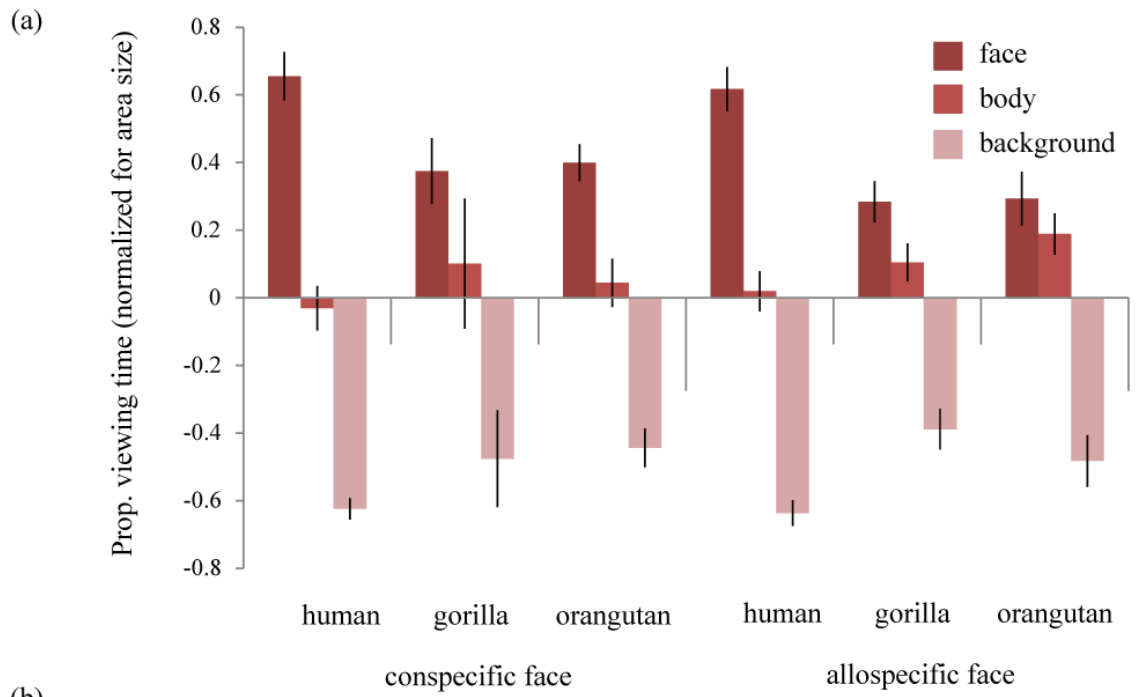 (a)
Prop. viewing time (normalized for area size)
0.8
0.6
0.4
0.2
0
-0.2
-0.4
-0.6
-0.8
face
body
background
human gorilla orangutan human gorilla orangutan
conspecific face allospecific face